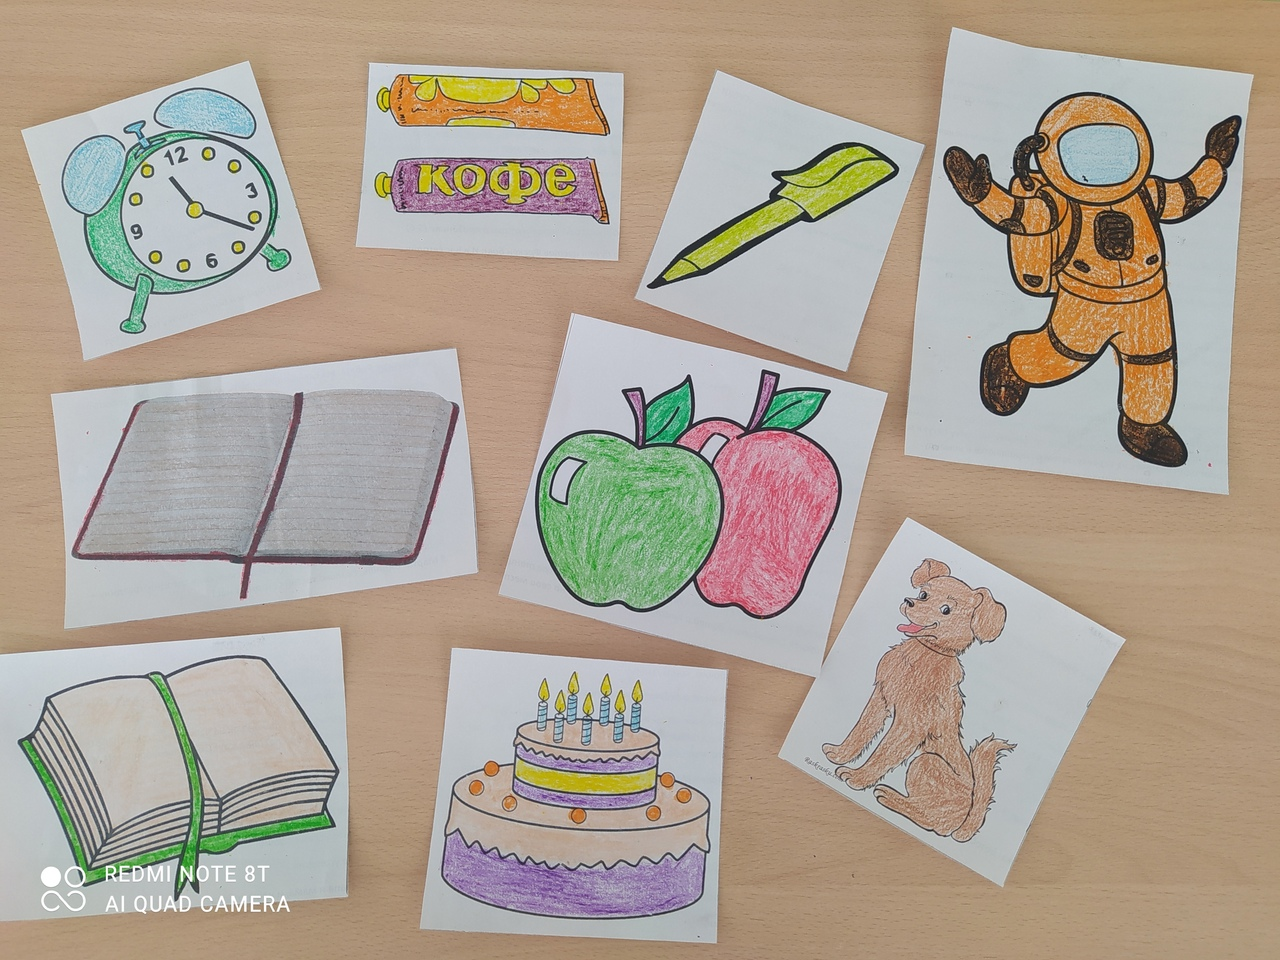 12
3
9
6
кофе
REDMI NOTE 8T
AI QUAD CAMERA